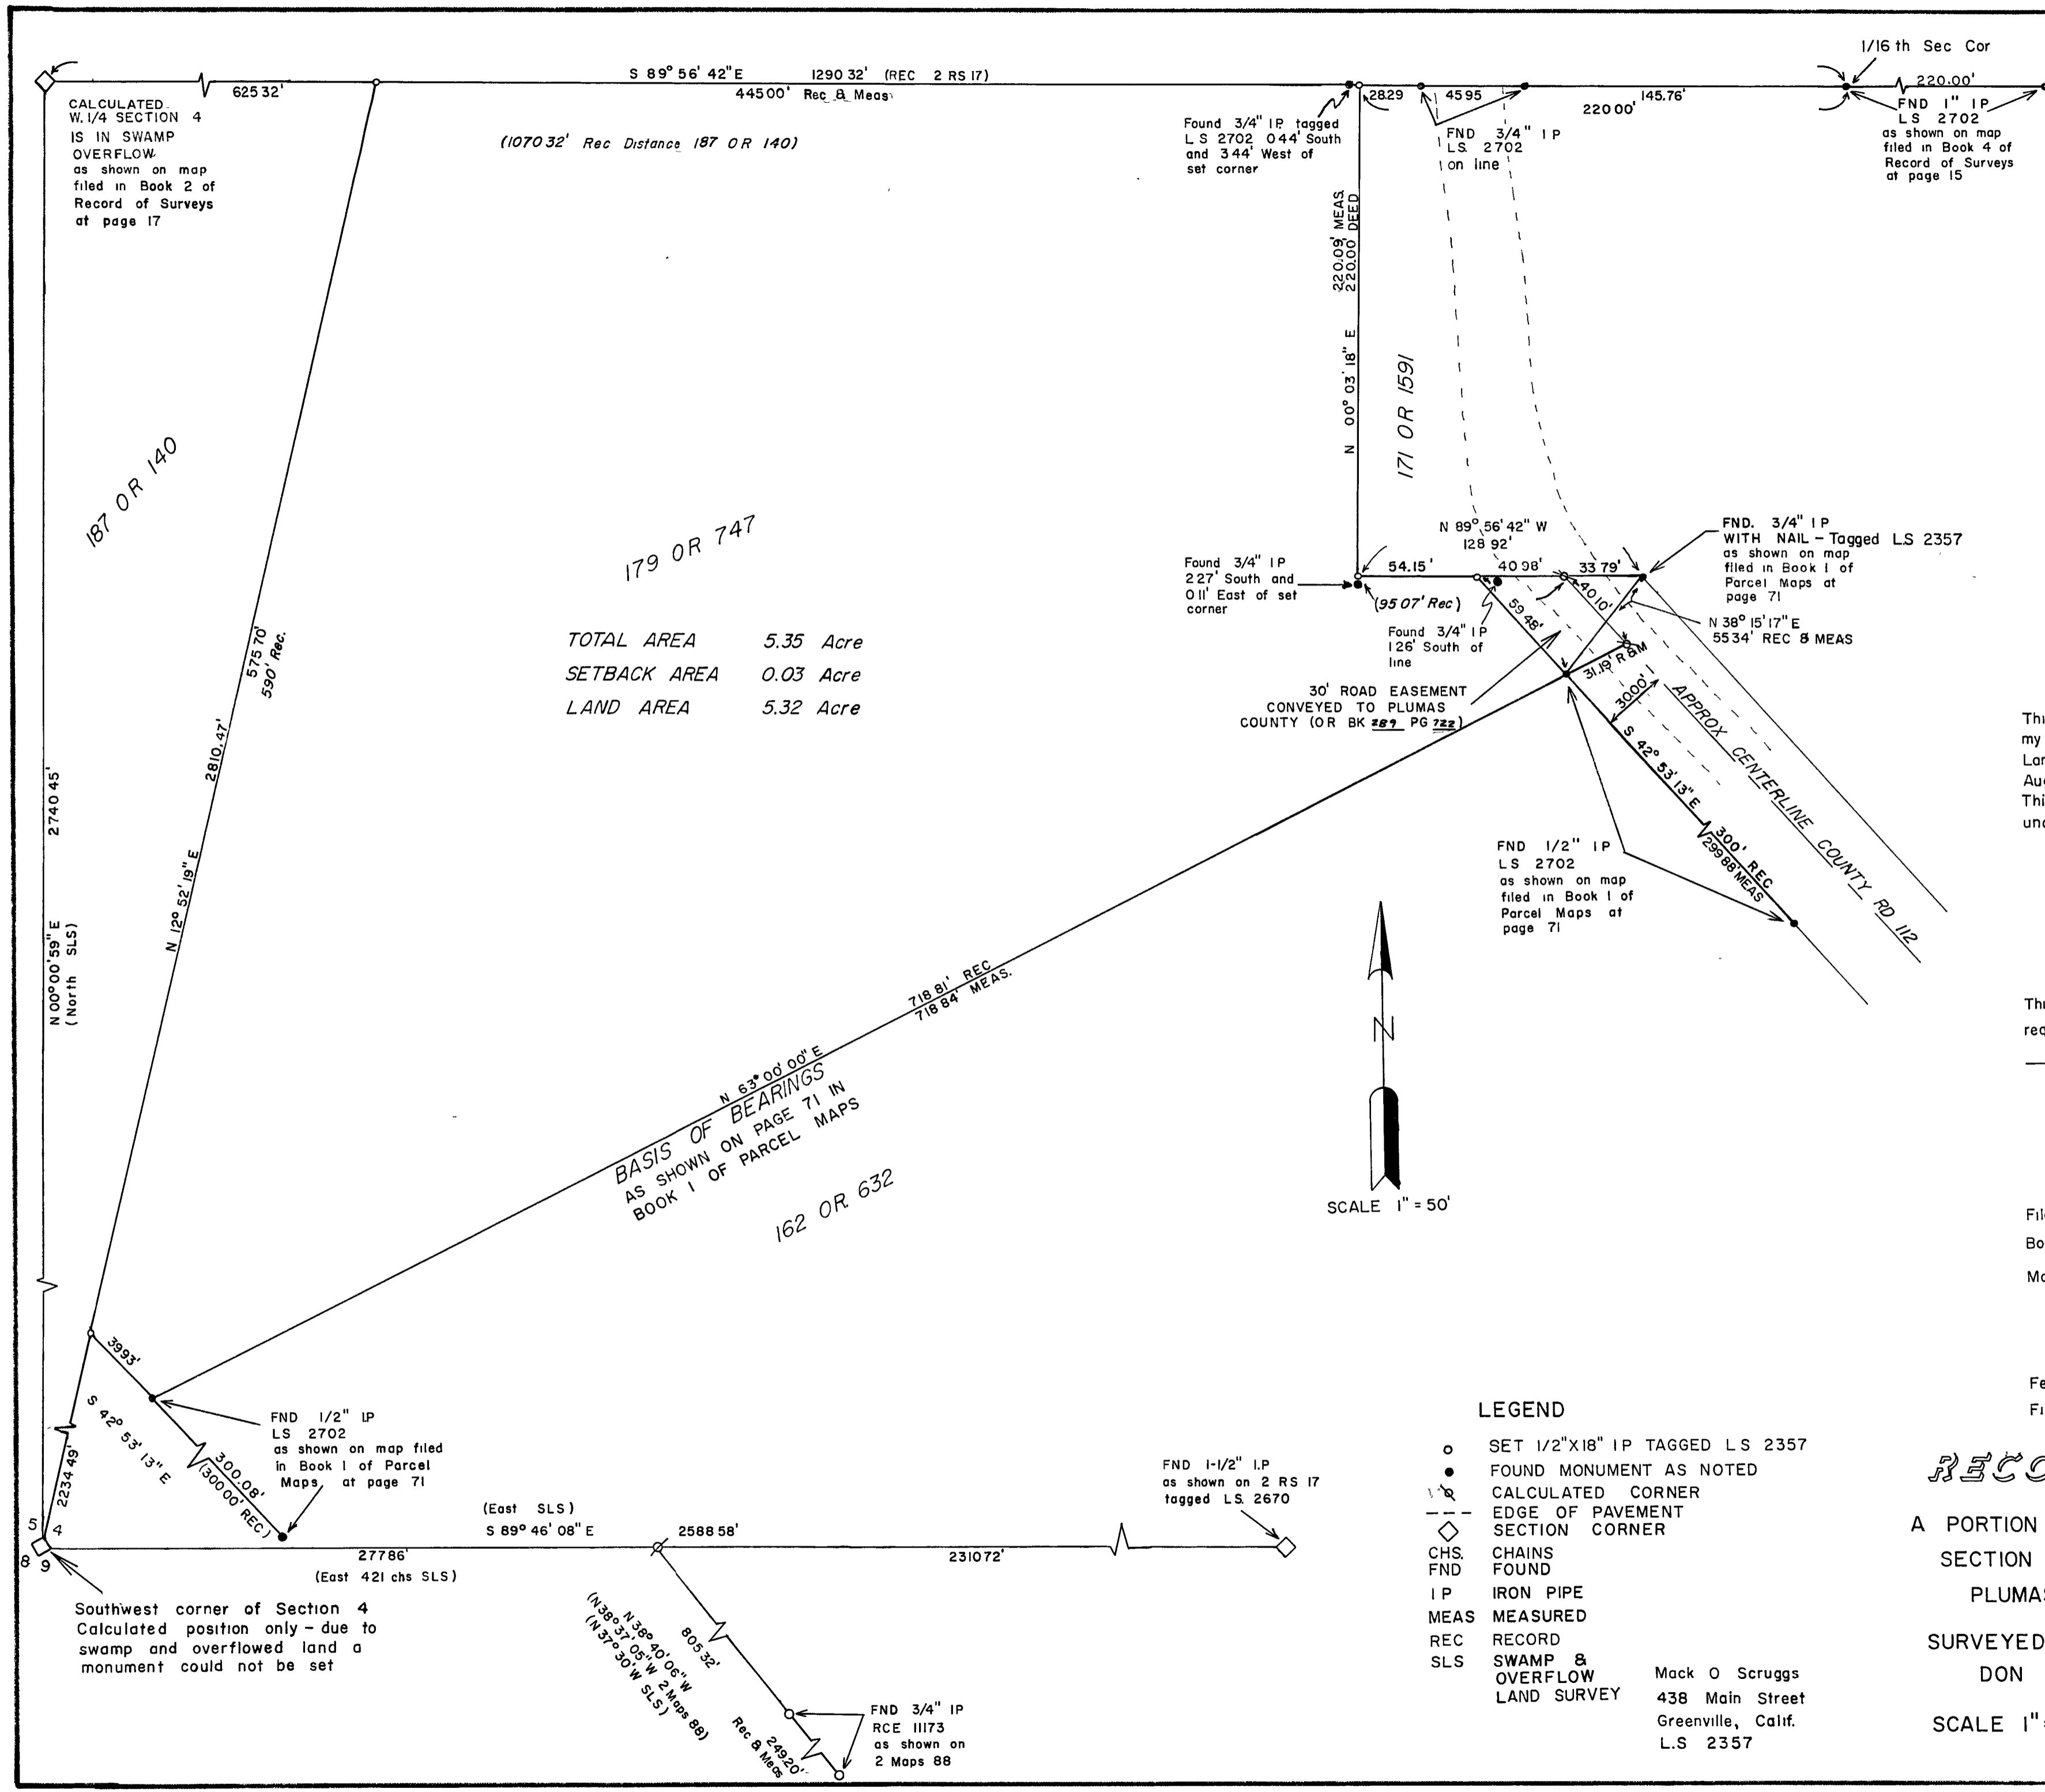 1/16 th Sec Cor
S 89° 56' 42" E 1290 32' (REC 2 RS 17)
625 32'
445 00' Rec & Meas
28.29
45 95
145.76'
220 00'
220.00'
CALCULATED
W. 1/4 SECTION 4
IS IN SWAMP
OVERFLOW
as shown on map
filed in Book 2 of
Record of Surveys
at page 17
(1070 32' Rec Distance 187 OR 140)
Found 3/4" I P. tagged
L S 2702 0 44' South
and 3 44' West of
set corner
FND 3/4" I P
LS. 2702
on line
FND 1" I P
LS 2702
as shown on map
filed in Book 4 of
Record of Surveys
at page 15
220.09' MEAS.
220.00' DEED
N 00° 03' 18" E
171 OR 1591
187 OR 140
179 OR 747
N 89° 56' 42" W
128 92'
54.15'
40 98'
33 79'
(95 07' Rec)
FND. 3/4" I P
WITH NAIL - Tagged LS 2357
as shown on map
filed in Book 1 of
Parcel Maps at
page 71
Found 3/4" I P
2 27' South and
0 11' East of set
corner
Found 3/4" I P
1 26' South of
line
59 48'
40 10'
N 38° 15' 17" E
55 34' REC & MEAS
31.19' R & M
30.00'
30' ROAD EASEMENT
CONVEYED TO PLUMAS
COUNTY (OR BK 289 PG 722)
APPROX CENTERLINE COUNTY RD 112
S 42° 53' 13" E
300' REC
299 88' MEAS
TOTAL AREA 5.35 Acre
SETBACK AREA 0.03 Acre
LAND AREA 5.32 Acre
575 70'
590' Rec.
2810.47'
N 12° 52' 19" E
2740 45'
N 00° 00' 59" E
(North SLS)
FND 1/2" I P
LS 2702
as shown on map
filed in Book 1 of
Parcel Maps at
page 71
718 81' REC
718 84' MEAS.
N 63° 00' 00" E
BASIS OF BEARINGS
AS SHOWN ON PAGE 71 IN
BOOK 1 OF PARCEL MAPS
162 OR 632
N
SCALE 1" = 50'
39 93'
S 42° 53' 13" E
300.08'
(300 00' REC)
2234 49'
FND 1/2" I.P
LS 2702
as shown on map filed
in Book 1 of Parcel
Maps at page 71
5 4
8 9
(East SLS)
S 89° 46' 08" E
2588 58'
277 86'
(East 4 21 chs SLS)
2310 72'
FND 1-1/2" I.P
as shown on 2 RS 17
tagged LS. 2670
Southwest corner of Section 4
Calculated position only - due to
swamp and overflowed land a
monument could not be set
805 32'
N 38° 40' 06" W
(N 38° 37' 05" W 2 Maps 88)
(N 37° 30' W SLS)
249.20'
Rec & Meas
FND 3/4" I P
RCE 11173
as shown on
2 Maps 88
LEGEND
SET 1/2" X 18" I P TAGGED L S 2357
FOUND MONUMENT AS NOTED
CALCULATED CORNER
EDGE OF PAVEMENT
SECTION CORNER
CHS. CHAINS
FND FOUND
I P IRON PIPE
MEAS MEASURED
REC RECORD
SLS SWAMP &
OVERFLOW
LAND SURVEY
Mack O Scruggs
438 Main Street
Greenville, Calif.
L.S 2357
RECO
A PORTION
SECTION
PLUMAS
SURVEYED
DON
SCALE 1" =